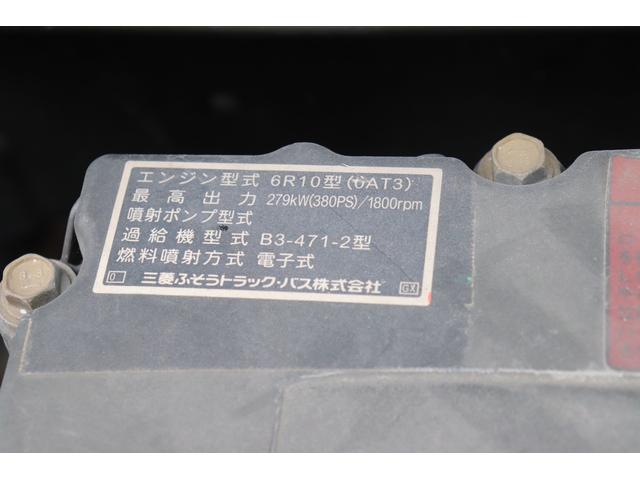 エンジン型式 6R10型(6AT3)
最高出力 279kW(380PS)/1800rpm
噴射ポンプ型式
過給機型式 B3-471-2型
燃料噴射方式 電子式
0 三菱ふそうトラック・バス株式会社 GX